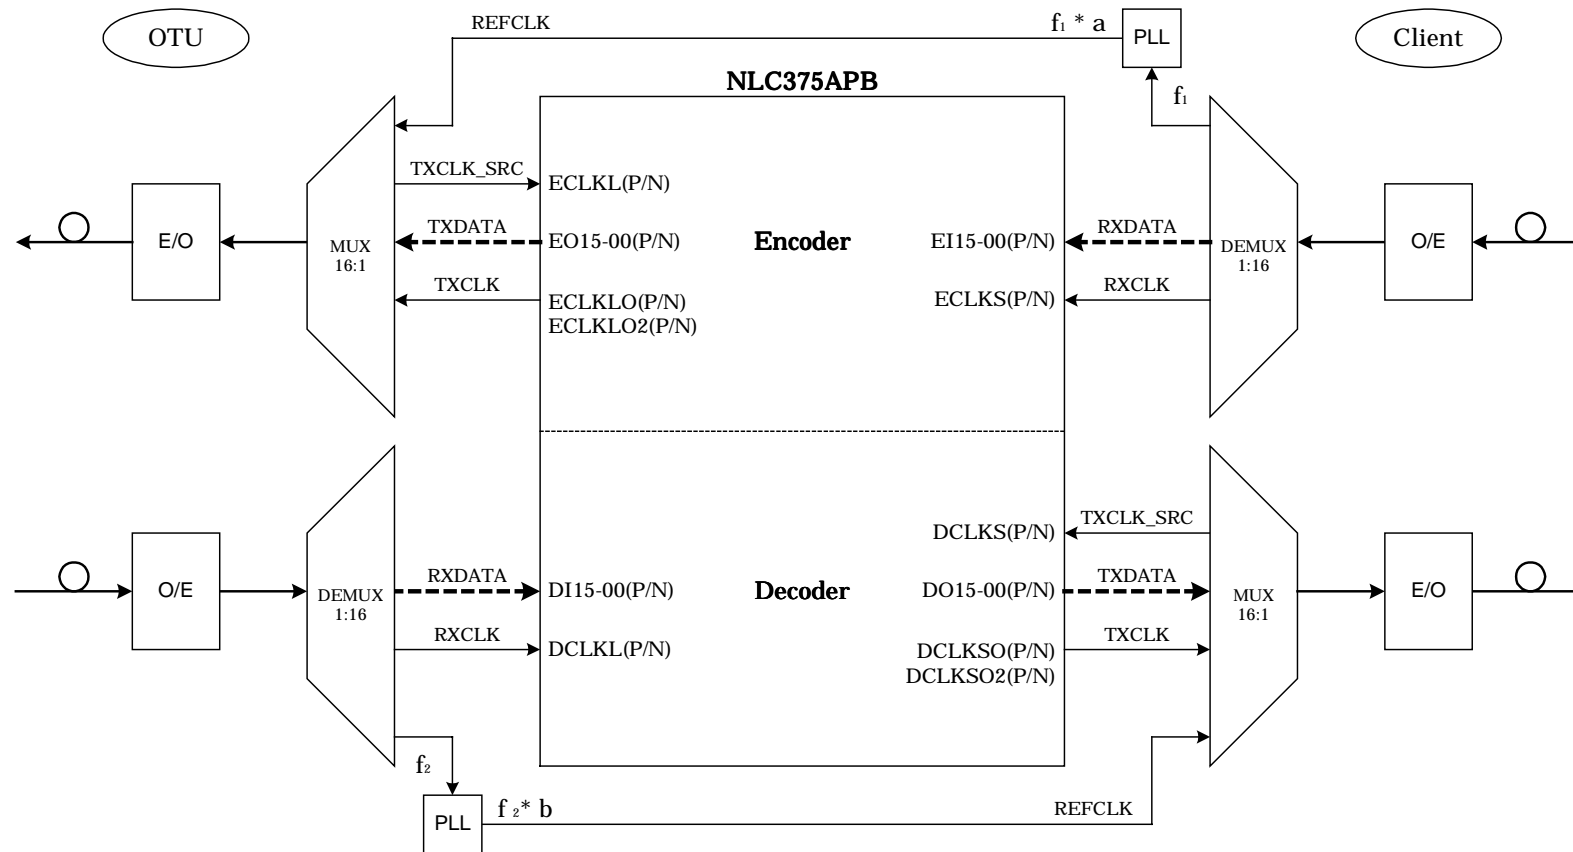 OTU
REFCLK
f₁ * a
PLL
Client
NLC375APB
f₁
TXCLK_SRC
ECLKL(P/N)
E/O
MUX
16:1
TXDATA
EO15-00(P/N)
Encoder
EI15-00(P/N)
RXDATA
DEMUX
1:16
O/E
TXCLK
ECLKLO(P/N)
ECLKLO2(P/N)
ECLKS(P/N)
RXCLK
DCLKS(P/N)
TXCLK_SRC
O/E
DEMUX
1:16
RXDATA
DI15-00(P/N)
Decoder
DO15-00(P/N)
TXDATA
MUX
16:1
E/O
RXCLK
DCLKL(P/N)
DCLKSO(P/N)
DCLKSO2(P/N)
TXCLK
f₂
PLL
f ₂* b
REFCLK